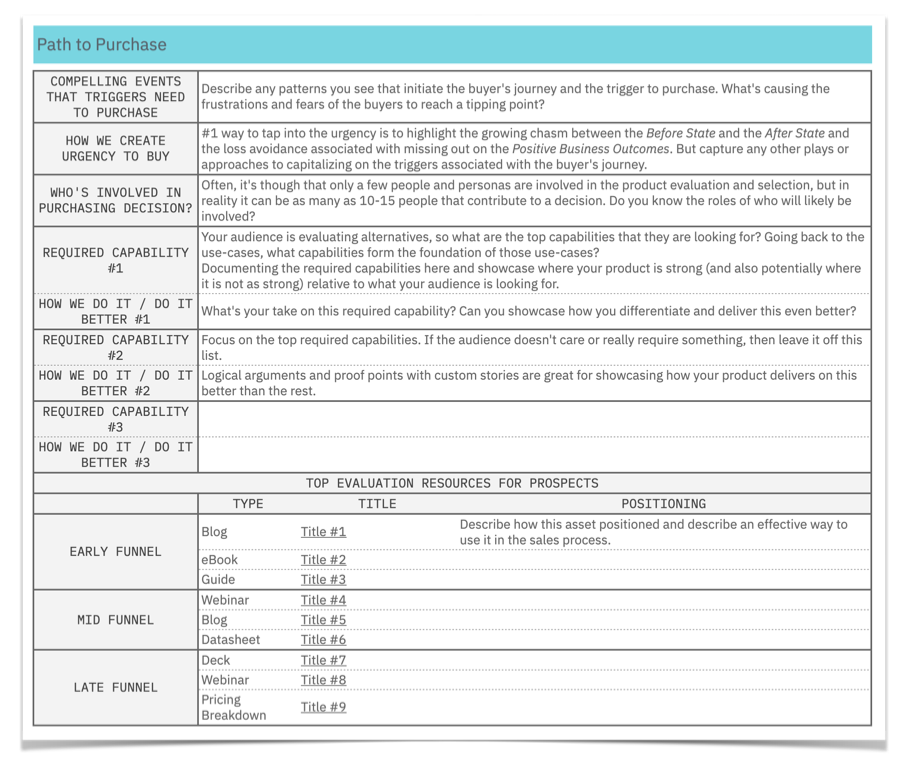 Path to Purchase
COMPELLING EVENTS
THAT TRIGGERS NEED
TO PURCHASE
Describe any patterns you see that initiate the buyer's journey and the trigger to purchase. What's causing the
frustrations and fears of the buyers to reach a tipping point?
HOW WE CREATE
URGENCY TO BUY
#1 way to tap into the urgency is to highlight the growing chasm between the Before State and the After State and
the loss avoidance associated with missing out on the Positive Business Outcomes. But capture any other plays or
approaches to capitalizing on the triggers associated with the buyer's journey.
WHO'S INVOLVED IN
PURCHASING DECISION?
Often, it's though that only a few people and personas are involved in the product evaluation and selection, but in
reality it can be as many as 10-15 people that contribute to a decision. Do you know the roles of who will likely be
involved?
REQUIRED CAPABILITY
#1
Your audience is evaluating alternatives, so what are the top capabilities that they are looking for? Going back to the
use-cases, what capabilities form the foundation of those use-cases?
Documenting the required capabilities here and showcase where your product is strong (and also potentially where
it is not as strong) relative to what your audience is looking for.
HOW WE DO IT / DO IT
BETTER #1
What's your take on this required capability? Can you showcase how you differentiate and deliver this even better?
REQUIRED CAPABILITY
#2
Focus on the top required capabilities. If the audience doesn't care or really require something, then leave it off this
list.
HOW WE DO IT / DO IT
BETTER #2
Logical arguments and proof points with custom stories are great for showcasing how your product delivers on this
better than the rest.
REQUIRED CAPABILITY
#3
HOW WE DO IT / DO IT
BETTER #3
TOP EVALUATION RESOURCES FOR PROSPECTS
TYPE TITLE POSITIONING
EARLY FUNNEL
Blog Title #1
Describe how this asset positioned and describe an effective way to
use it in the sales process.
eBook Title #2
Guide Title #3
MID FUNNEL
Webinar Title #4
Blog Title #5
Datasheet Title #6
LATE FUNNEL
Deck Title #7
Webinar Title #8
Pricing
Breakdown
Title #9